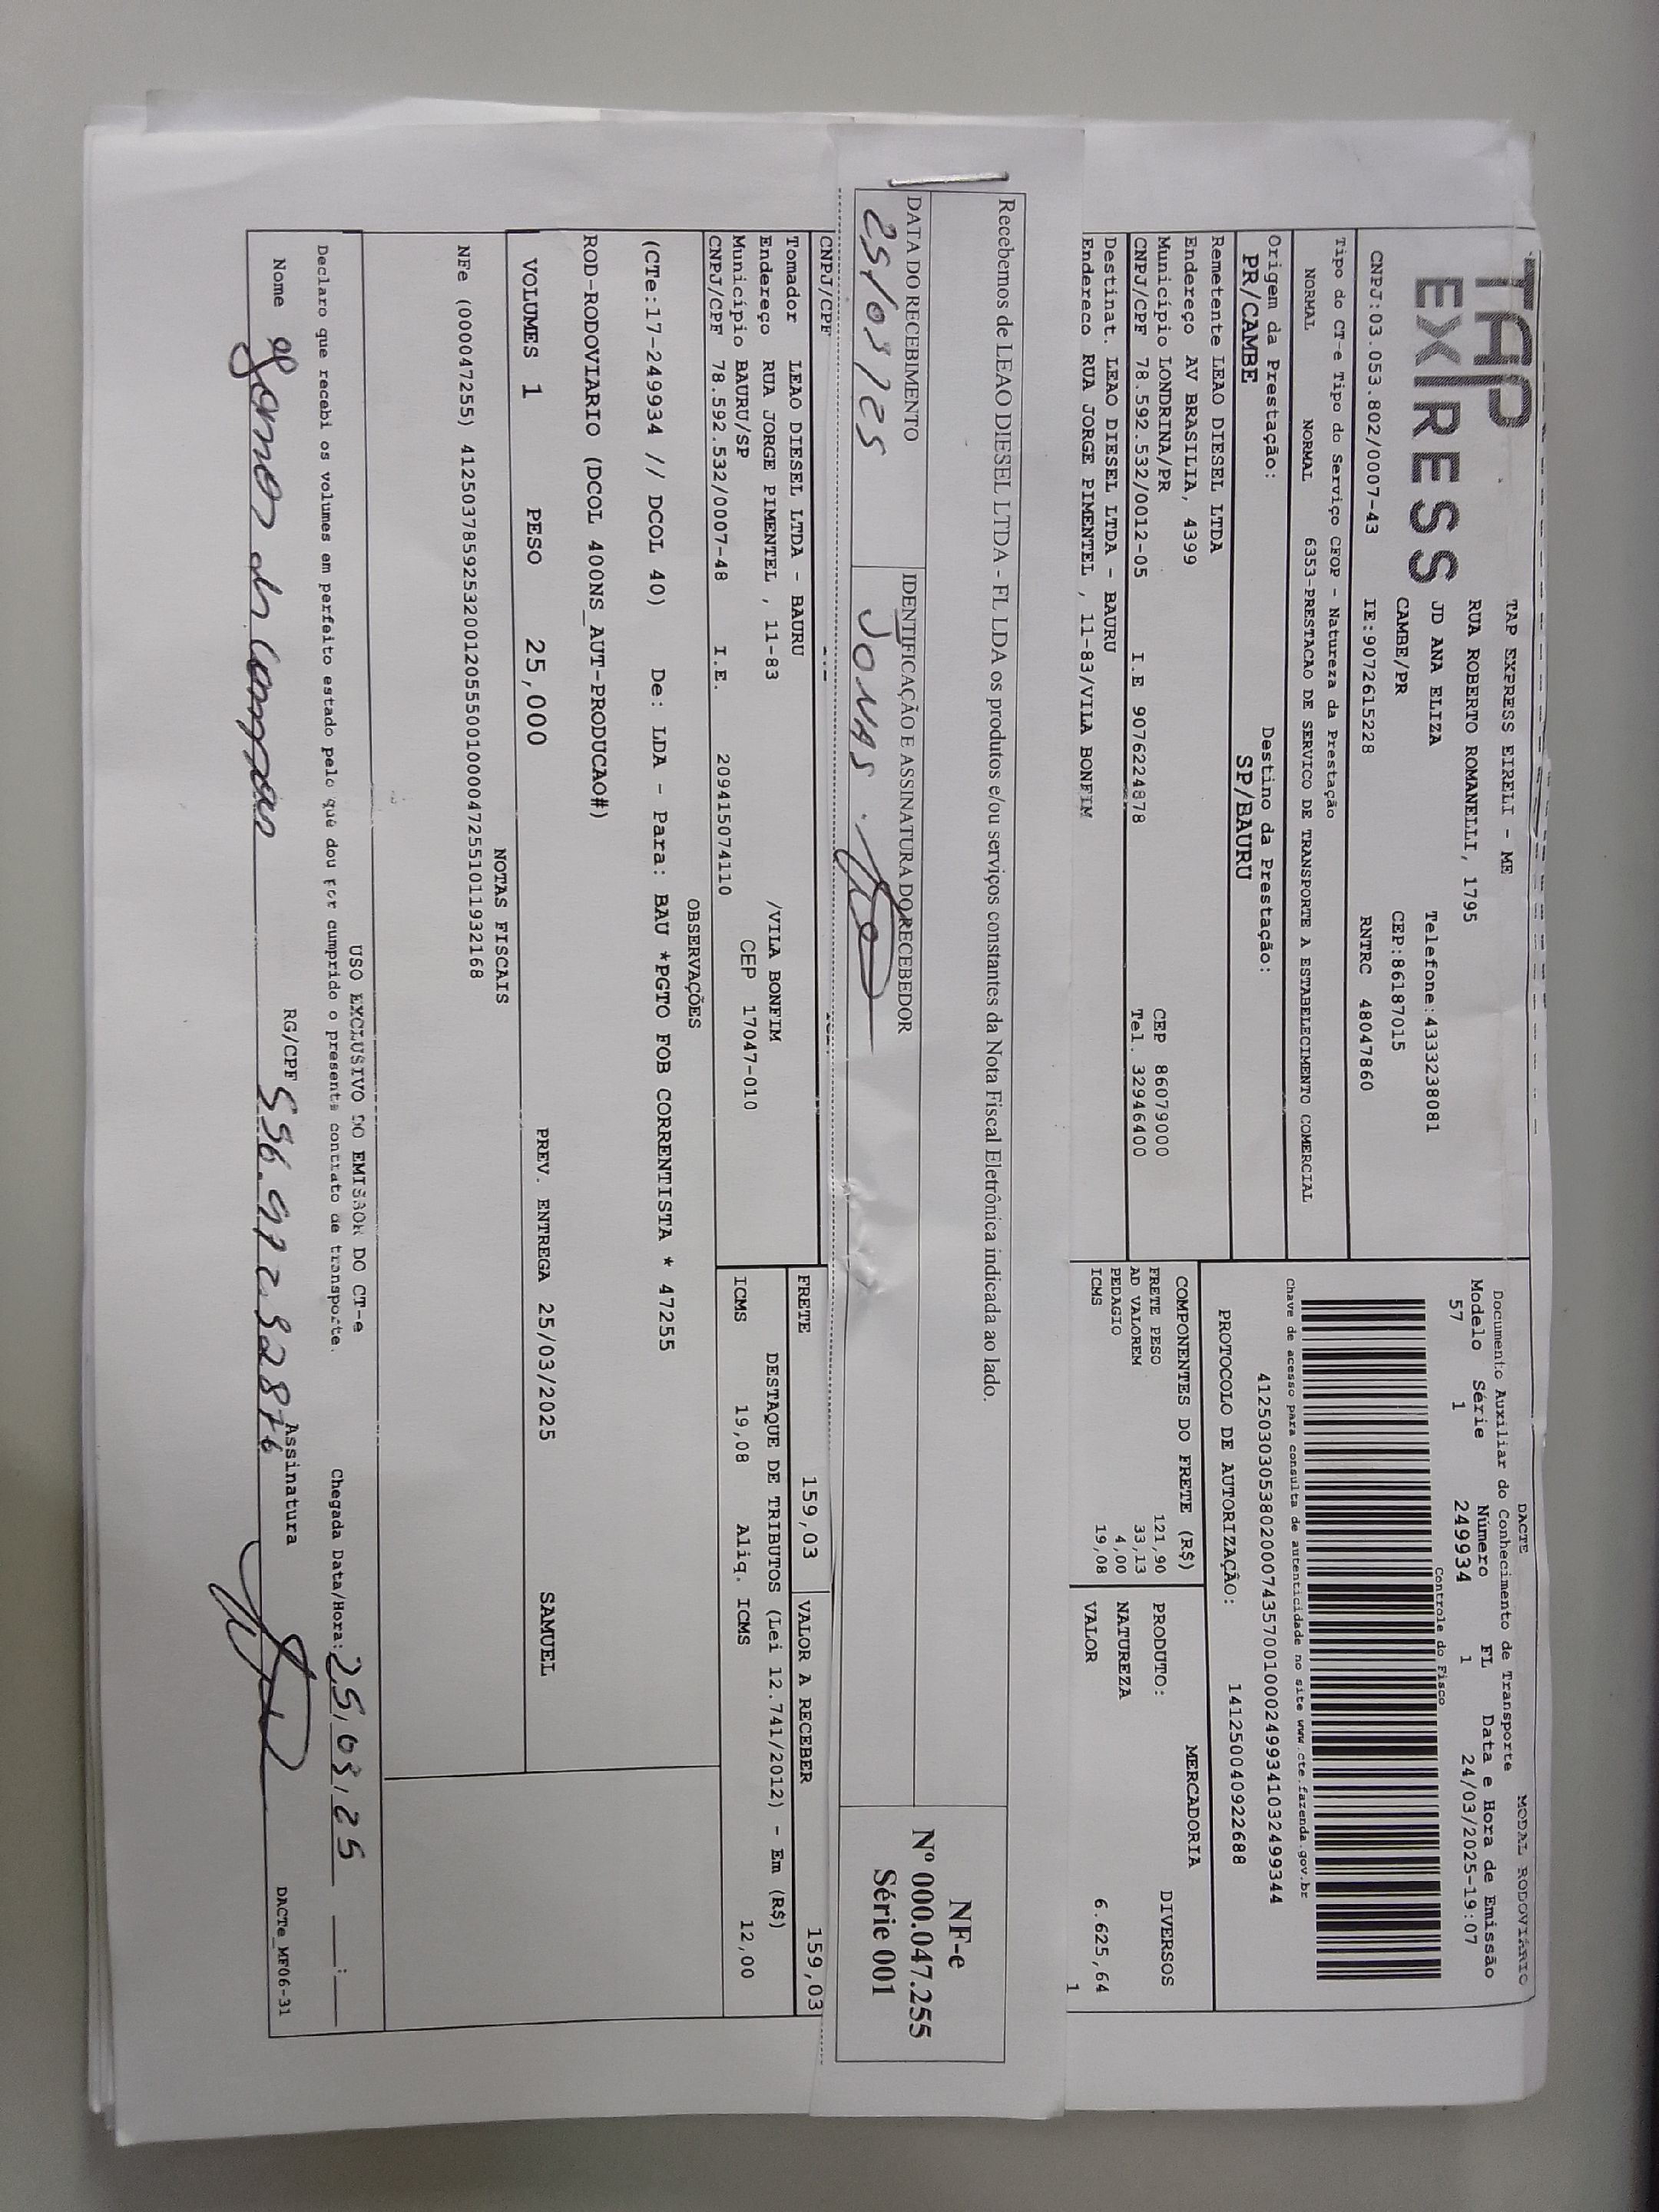 TAP
EXPRESS
TAP EXPRESS EIRELI - ME
RUA ROBERTO ROMANELLI, 1795
JD ANA ELIZA Telefone:4333238081
CAMBE/PR CEP:86187015
CNPJ:03.053.802/0007-43 IE:9072615228 RNTRC 48047860
Tipo do CT-e Tipo do Serviço CFOP - Natureza da Prestação
NORMAL NORMAL 6353-PRESTACAO DE SERVICO DE TRANSPORTE A ESTABELECIMENTO COMERCIAL
Origem da Prestação: Destino da Prestação:
PR/CAMBE SP/BAURU
Remetente LEAO DIESEL LTDA
Endereço AV BRASILIA, 4399
Município LONDRINA/PR CEP 86079000
CNPJ/CPF 78.592.532/0012-05 I.E 9076224878 Tel. 32946400
Destinat. LEAO DIESEL LTDA - BAURU
Endereco RUA JORGE PIMENTEL , 11-83/VILA BONFIM
DACTE MODAL RODOVIÁRIO
Documento Auxiliar do Conhecimento de Transporte
Modelo Série Número FL Data e Hora de Emissão
57 1 249934 1 24/03/2025-19:07
Controle do Fisco
Chave de acesso para consulta de autenticidade no site www.cte.fazenda.gov.br
41250303053802000743570010002499341032499344
PROTOCOLO DE AUTORIZAÇÃO: 141250040922688
COMPONENTES DO FRETE (R$)
FRETE PESO 121,90
AD VALOREM 33,13
PEDAGIO 4,00
ICMS 19,08
MERCADORIA
PRODUTO: DIVERSOS
NATUREZA
VALOR 6.625,64
1
Recebemos de LEAO DIESEL LTDA - FL LDA os produtos e/ou serviços constantes da Nota Fiscal Eletrônica indicada ao lado.
DATA DO RECEBIMENTO IDENTIFICAÇÃO E ASSINATURA DO RECEBEDOR
25/03/25 JONAS.
NF-e
Nº 000.047.255
Série 001
CNPJ/CPF
Tomador LEAO DIESEL LTDA - BAURU
Endereço RUA JORGE PIMENTEL , 11-83 /VILA BONFIM
Município BAURU/SP CEP 17047-010
CNPJ/CPF 78.592.532/0007-48 I.E. 209415074110
FRETE 159,03 VALOR A RECEBER 159,03
DESTAQUE DE TRIBUTOS (Lei 12.741/2012) - Em (R$)
ICMS 19,08 Aliq. ICMS 12,00
OBSERVAÇÕES
(CTe:17-249934 // DCOL 40) De: LDA - Para: BAU *PGTO FOB CORRENTISTA * 47255
ROD-RODOVIARIO (DCOL 400NS_AUT-PRODUCAO#)
VOLUMES 1 PESO 25,000 PREV. ENTREGA 25/03/2025 SAMUEL
NOTAS FISCAIS
NFe (000047255) 41250378592532001205550010000472551011932168
USO EXCLUSIVO DO EMISSOR DO CT-e
Declaro que recebi os volumes em perfeito estado pelo que dou por cumprido o presente contrato de transporte. Chegada Data/Hora: 25/03/25 __:__
Nome RG/CPF Assinatura
DACTe_MF06-31